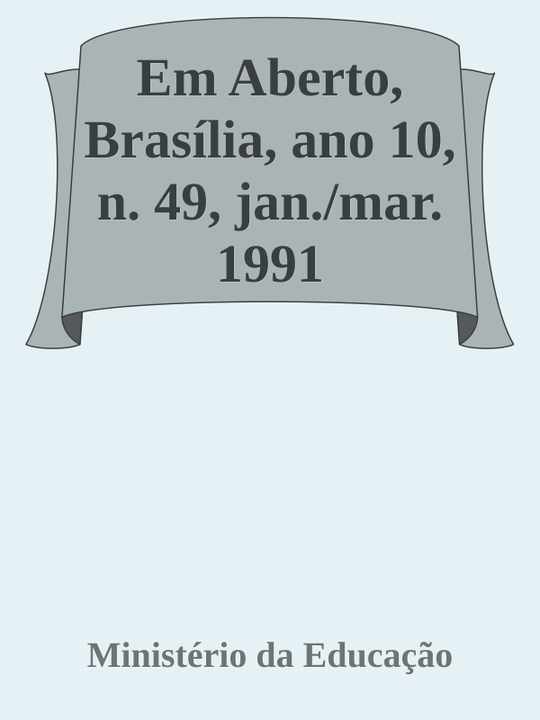 Em Aberto,
Brasília, ano 10,
n. 49, jan./mar.
1991
Ministério da Educação